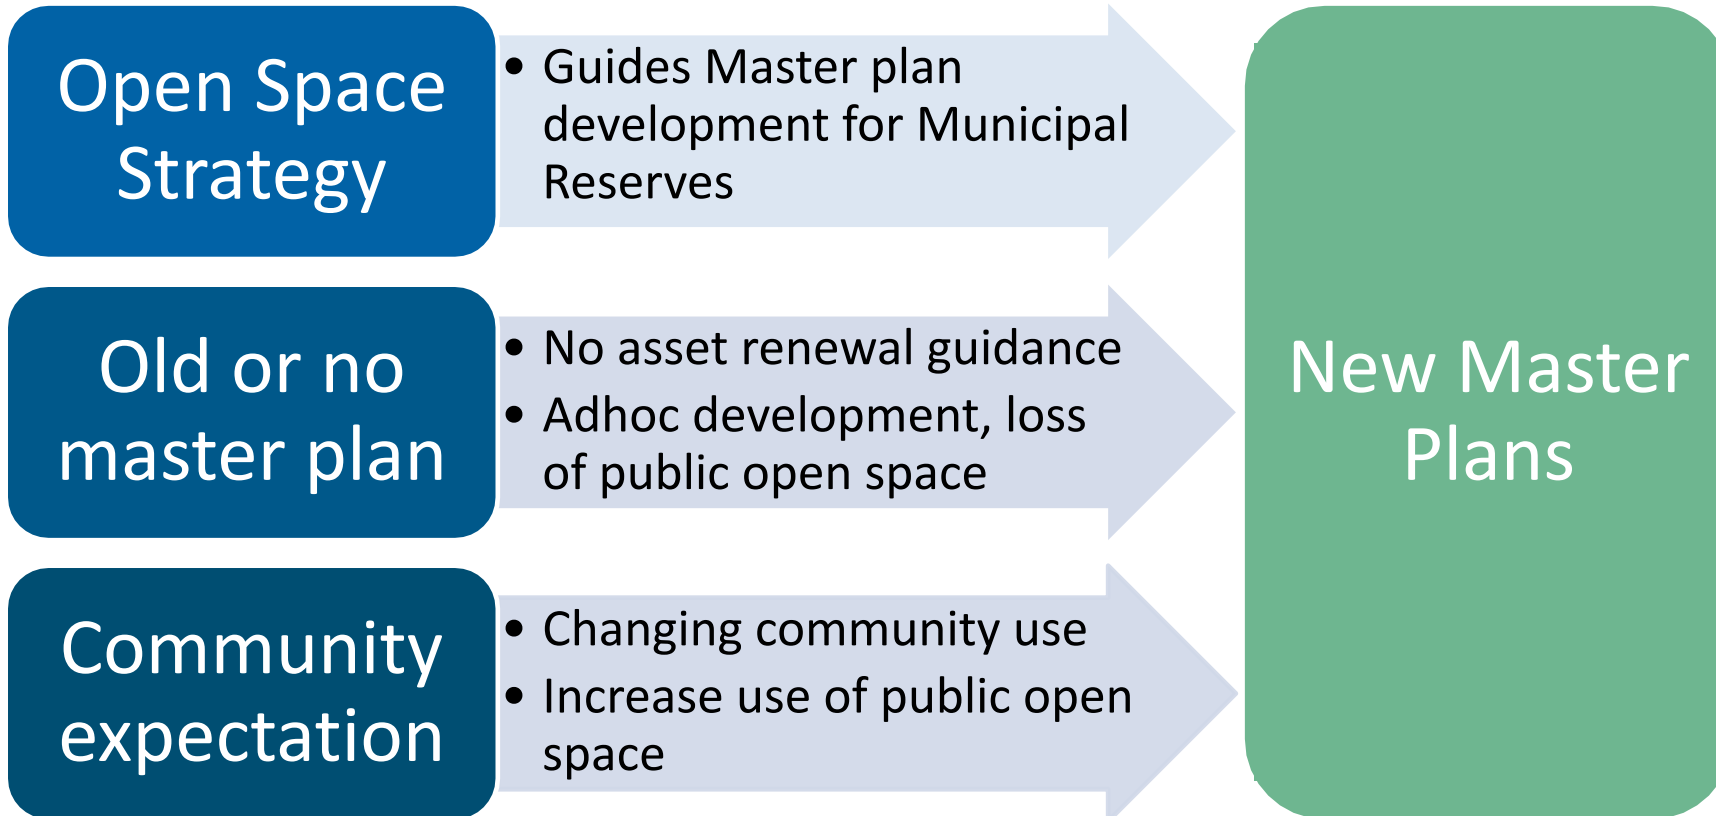 Open Space
Strategy
• Guides Master plan
development for Municipal
Reserves
Old or no
master plan
• No asset renewal guidance
• Adhoc development, loss
of public open space
Community
expectation
• Changing community use
• Increase use of public open
space
New Master
Plans